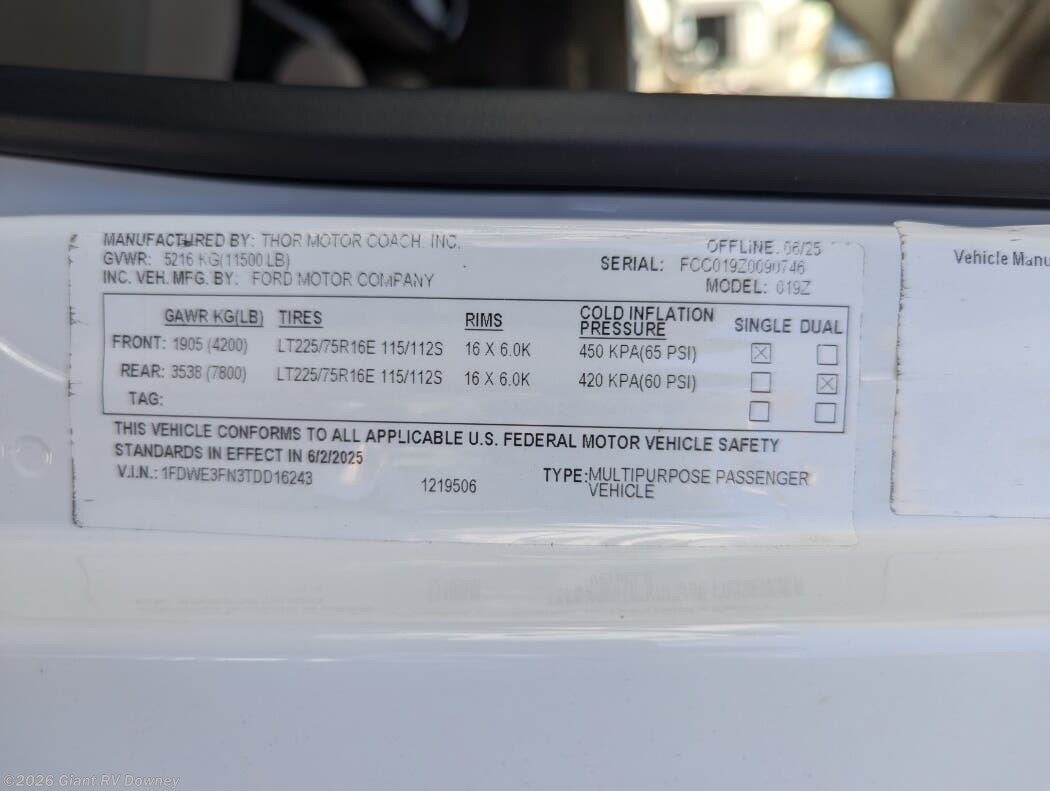 MANUFACTURED BY: THOR MOTOR COACH, INC.
OFFLINE: 06/25
GVWR: 5216 KG(11500 LB)
SERIAL: FCC019Z0090746
INC. VEH. MFG. BY: FORD MOTOR COMPANY
MODEL: 019Z
GAWR KG(LB) TIRES RIMS COLD INFLATION PRESSURE SINGLE DUAL
FRONT: 1905 (4200) LT225/75R16E 115/112S 16 X 6.0K 450 KPA(65 PSI) ☒ ☐
REAR: 3538 (7800) LT225/75R16E 115/112S 16 X 6.0K 420 KPA(60 PSI) ☐ ☒
TAG: ☐ ☐
THIS VEHICLE CONFORMS TO ALL APPLICABLE U.S. FEDERAL MOTOR VEHICLE SAFETY
STANDARDS IN EFFECT IN 6/2/2025
V.I.N.: 1FDWE3FN3TDD16243
1219506
TYPE: MULTIPURPOSE PASSENGER
VEHICLE
Vehicle Manu
©2026 Giant RV Downey